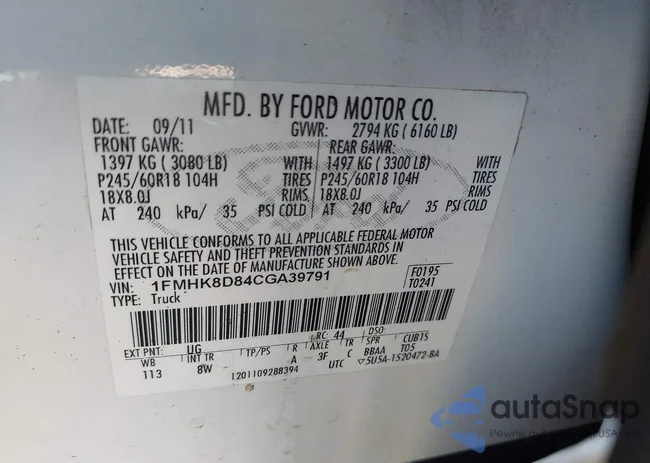 MFD. BY FORD MOTOR CO.
DATE: 09/11 GVWR: 2794 KG ( 6160 LB)
FRONT GAWR: REAR GAWR:
1397 KG ( 3080 LB) WITH 1497 KG ( 3300 LB) WITH
P245/60R18 104H TIRES P245/60R18 104H TIRES
18X8.0J RIMS 18X8.0J RIMS
AT 240 kPa/ 35 PSI COLD AT 240 kPa/ 35 PSI COLD
THIS VEHICLE CONFORMS TO ALL APPLICABLE FEDERAL MOTOR
VEHICLE SAFETY AND THEFT PREVENTION STANDARDS IN
EFFECT ON THE DATE OF MANUFACTURE SHOWN ABOVE.
VIN: 1FMHK8D84CGA39791 F0195
TYPE: Truck T0241
EXT PNT: UG RC: 44 DSO:
WB INT TR TP/PS R AXLE TR SPR CUB1S
113 8W A 3F C BBAA T05
1201109288394 UTC 5U5A-1520472-BA
Ford
autoSnap